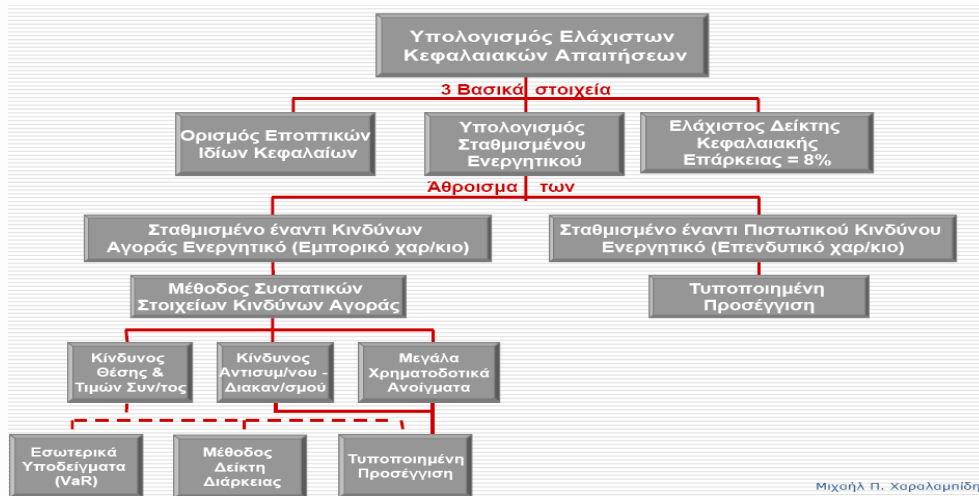 Υπολογισμός Ελάχιστων
Κεφαλαιακών Απαιτήσεων
3 Βασικά στοιχεία
Ορισμός Εποπτικών
Ιδίων Κεφαλαίων
Υπολογισμός
Σταθμισμένου
Ενεργητικού
Ελάχιστος Δείκτης
Κεφαλαιακής
Επάρκειας = 8%
Άθροισμα των
Σταθμισμένο έναντι Κινδύνων
Αγοράς Ενεργητικό (Εμπορικό χαρ/κιο)
Σταθμισμένο έναντι Πιστωτικού Κινδύνου
Ενεργητικό (Επενδυτικό χαρ/κιο)
Μέθοδος Συστατικών
Στοιχείων Κινδύνων Αγοράς
Τυποποιημένη
Προσέγγιση
Κίνδυνος
Θέσης &
Τιμών Συν/τος
Κίνδυνος
Αντισυμ/νου -
Διακαν/σμού
Μεγάλα
Χρηματοδοτικά
Ανοίγματα
Εσωτερικά
Υποδείγματα
(VaR)
Μέθοδος
Δείκτη
Διάρκειας
Τυποποιημένη
Προσέγγιση
Μιχαήλ Π. Χαραλαμπίδη